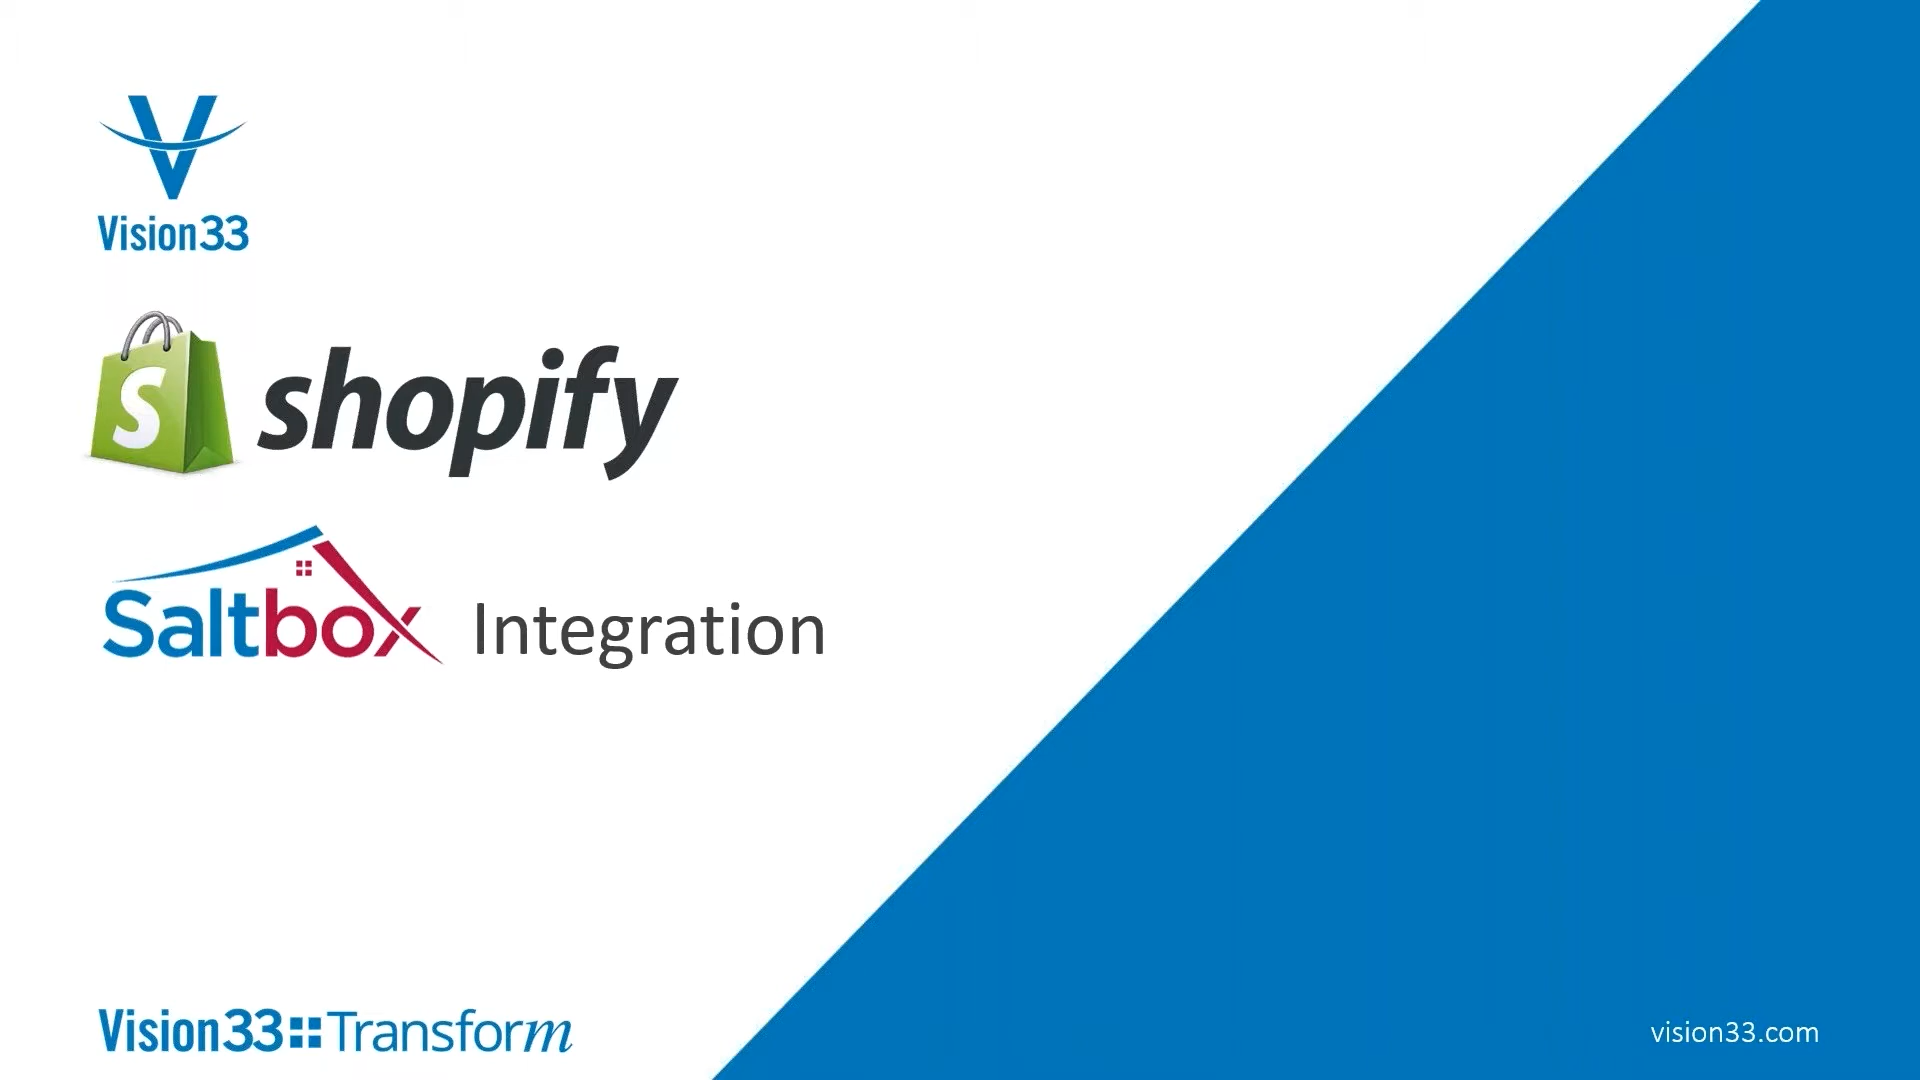 Vision33
S shopify
Saltbox Integration
Vision33::Transform
vision33.com